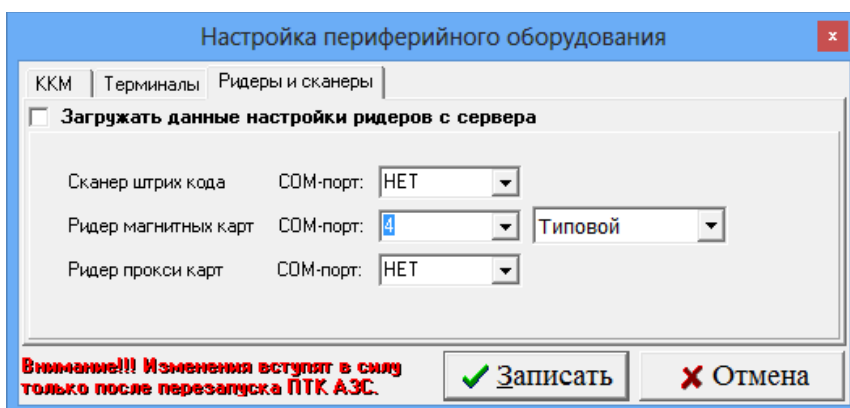 Настройка периферийного оборудования x
ККМ Терминалы Ридеры и сканеры
Загружать данные настройки ридеров с сервера
Сканер штрих кода COM-порт: НЕТ
Ридер магнитных карт COM-порт: 4 Типовой
Ридер прокси карт COM-порт: НЕТ
Внимание!!! Изменения вступят в силу
только после перезапуска ПТК АЗС.
Записать Отмена